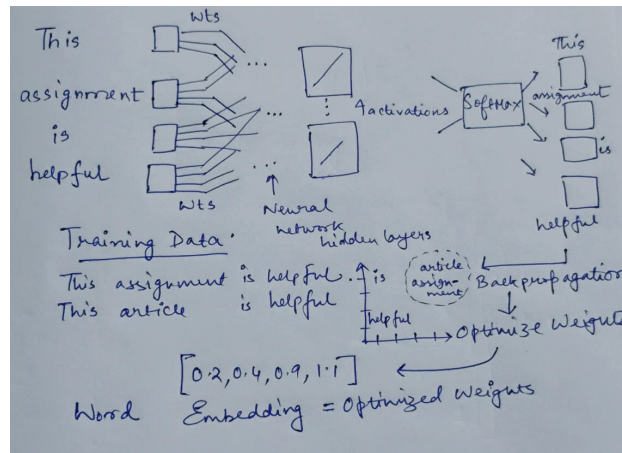 wts
This
assignment
is
helpful
...
...
...
4 activations
Softmax
This
assignment
is
helpful
wts
Neural
network
hidden layers
Training Data.
This assignment is helpful.
This article is helpful
is
helpful
article
assign-
ment
Backpropagation
Optimize Weights
[0.2, 0.4, 0.9, 1.1]
Word Embedding = Optimized Weights